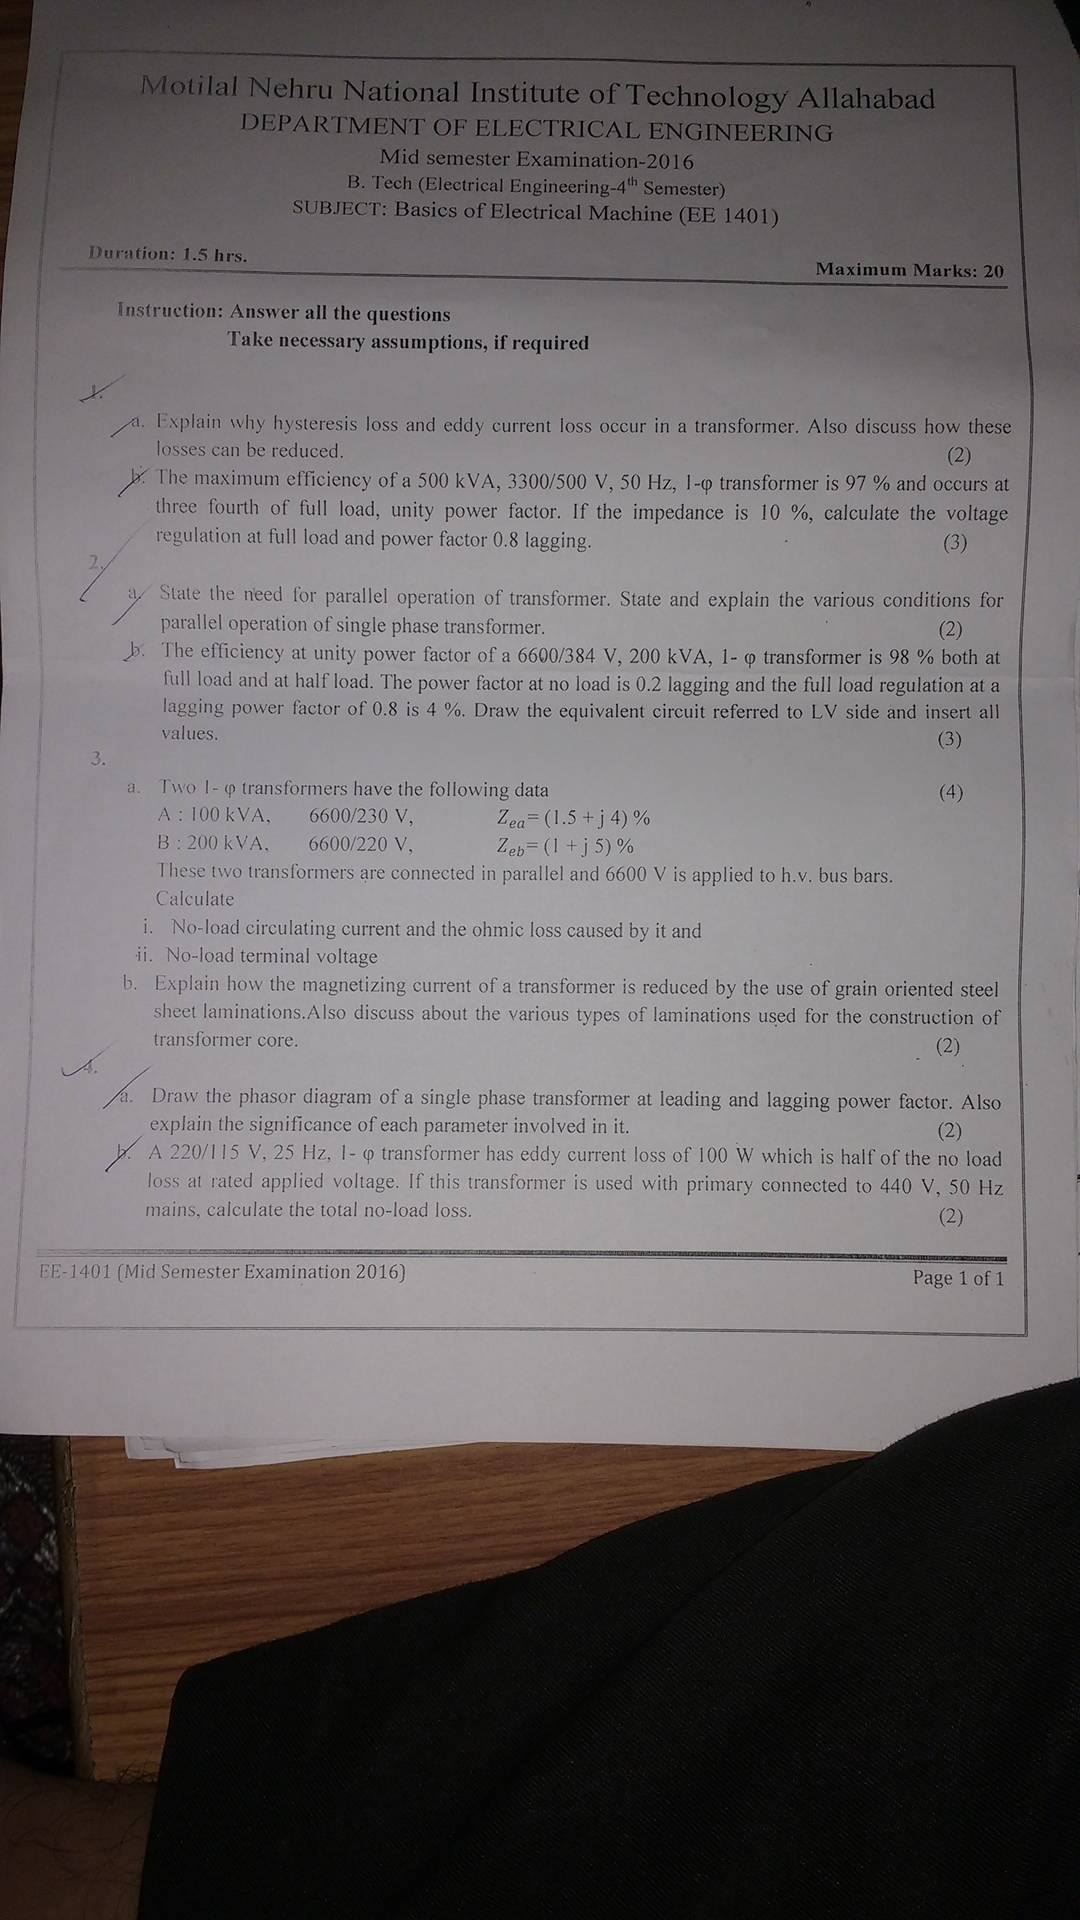 Motilal Nehru National Institute of Technology Allahabad
DEPARTMENT OF ELECTRICAL ENGINEERING
Mid semester Examination-2016
B. Tech (Electrical Engineering-4th Semester)
SUBJECT: Basics of Electrical Machine (EE 1401)
Duration: 1.5 hrs.
Maximum Marks: 20
Instruction: Answer all the questions
Take necessary assumptions, if required
1.
a. Explain why hysteresis loss and eddy current loss occur in a transformer. Also discuss how these
losses can be reduced. (2)
b. The maximum efficiency of a 500 kVA, 3300/500 V, 50 Hz, 1-φ transformer is 97 % and occurs at
three fourth of full load, unity power factor. If the impedance is 10 %, calculate the voltage
regulation at full load and power factor 0.8 lagging. (3)
2.
a. State the need for parallel operation of transformer. State and explain the various conditions for
parallel operation of single phase transformer. (2)
b. The efficiency at unity power factor of a 6600/384 V, 200 kVA, 1- φ transformer is 98 % both at
full load and at half load. The power factor at no load is 0.2 lagging and the full load regulation at a
lagging power factor of 0.8 is 4 %. Draw the equivalent circuit referred to LV side and insert all
values. (3)
3.
a. Two 1- φ transformers have the following data (4)
A : 100 kVA, 6600/230 V, Zea= (1.5 + j 4) %
B : 200 kVA, 6600/220 V, Zeb= (1 + j 5) %
These two transformers are connected in parallel and 6600 V is applied to h.v. bus bars.
Calculate
i. No-load circulating current and the ohmic loss caused by it and
ii. No-load terminal voltage
b. Explain how the magnetizing current of a transformer is reduced by the use of grain oriented steel
sheet laminations.Also discuss about the various types of laminations used for the construction of
transformer core. (2)
4.
a. Draw the phasor diagram of a single phase transformer at leading and lagging power factor. Also
explain the significance of each parameter involved in it. (2)
b. A 220/115 V, 25 Hz, 1- φ transformer has eddy current loss of 100 W which is half of the no load
loss at rated applied voltage. If this transformer is used with primary connected to 440 V, 50 Hz
mains, calculate the total no-load loss. (2)
EE-1401 (Mid Semester Examination 2016)
Page 1 of 1